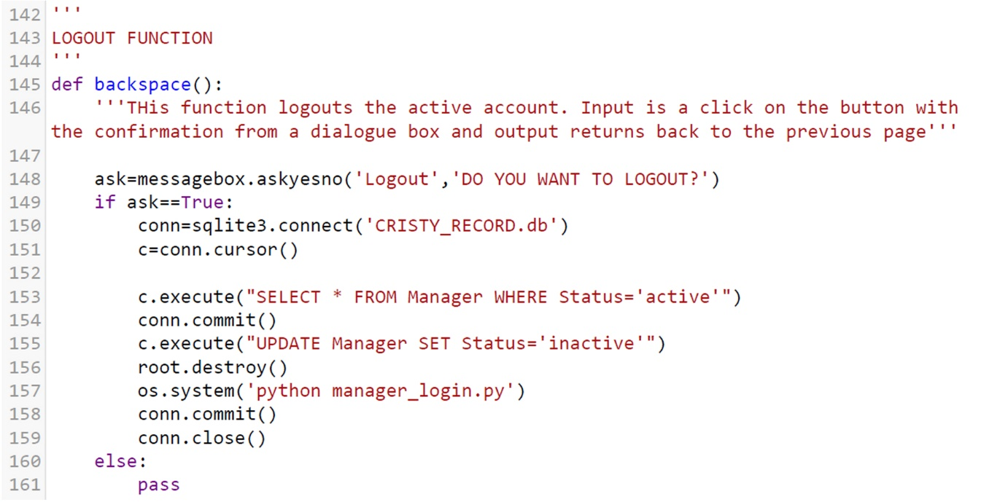 142 '''
143 LOGOUT FUNCTION
144 '''
145 def backspace():
146     '''THis function logouts the active account. Input is a click on the button with
the confirmation from a dialogue box and output returns back to the previous page'''
147
148     ask=messagebox.askyesno('Logout','DO YOU WANT TO LOGOUT?')
149     if ask==True:
150         conn=sqlite3.connect('CRISTY_RECORD.db')
151         c=conn.cursor()
152
153         c.execute("SELECT * FROM Manager WHERE Status='active'")
154         conn.commit()
155         c.execute("UPDATE Manager SET Status='inactive'")
156         root.destroy()
157         os.system('python manager_login.py')
158         conn.commit()
159         conn.close()
160     else:
161         pass